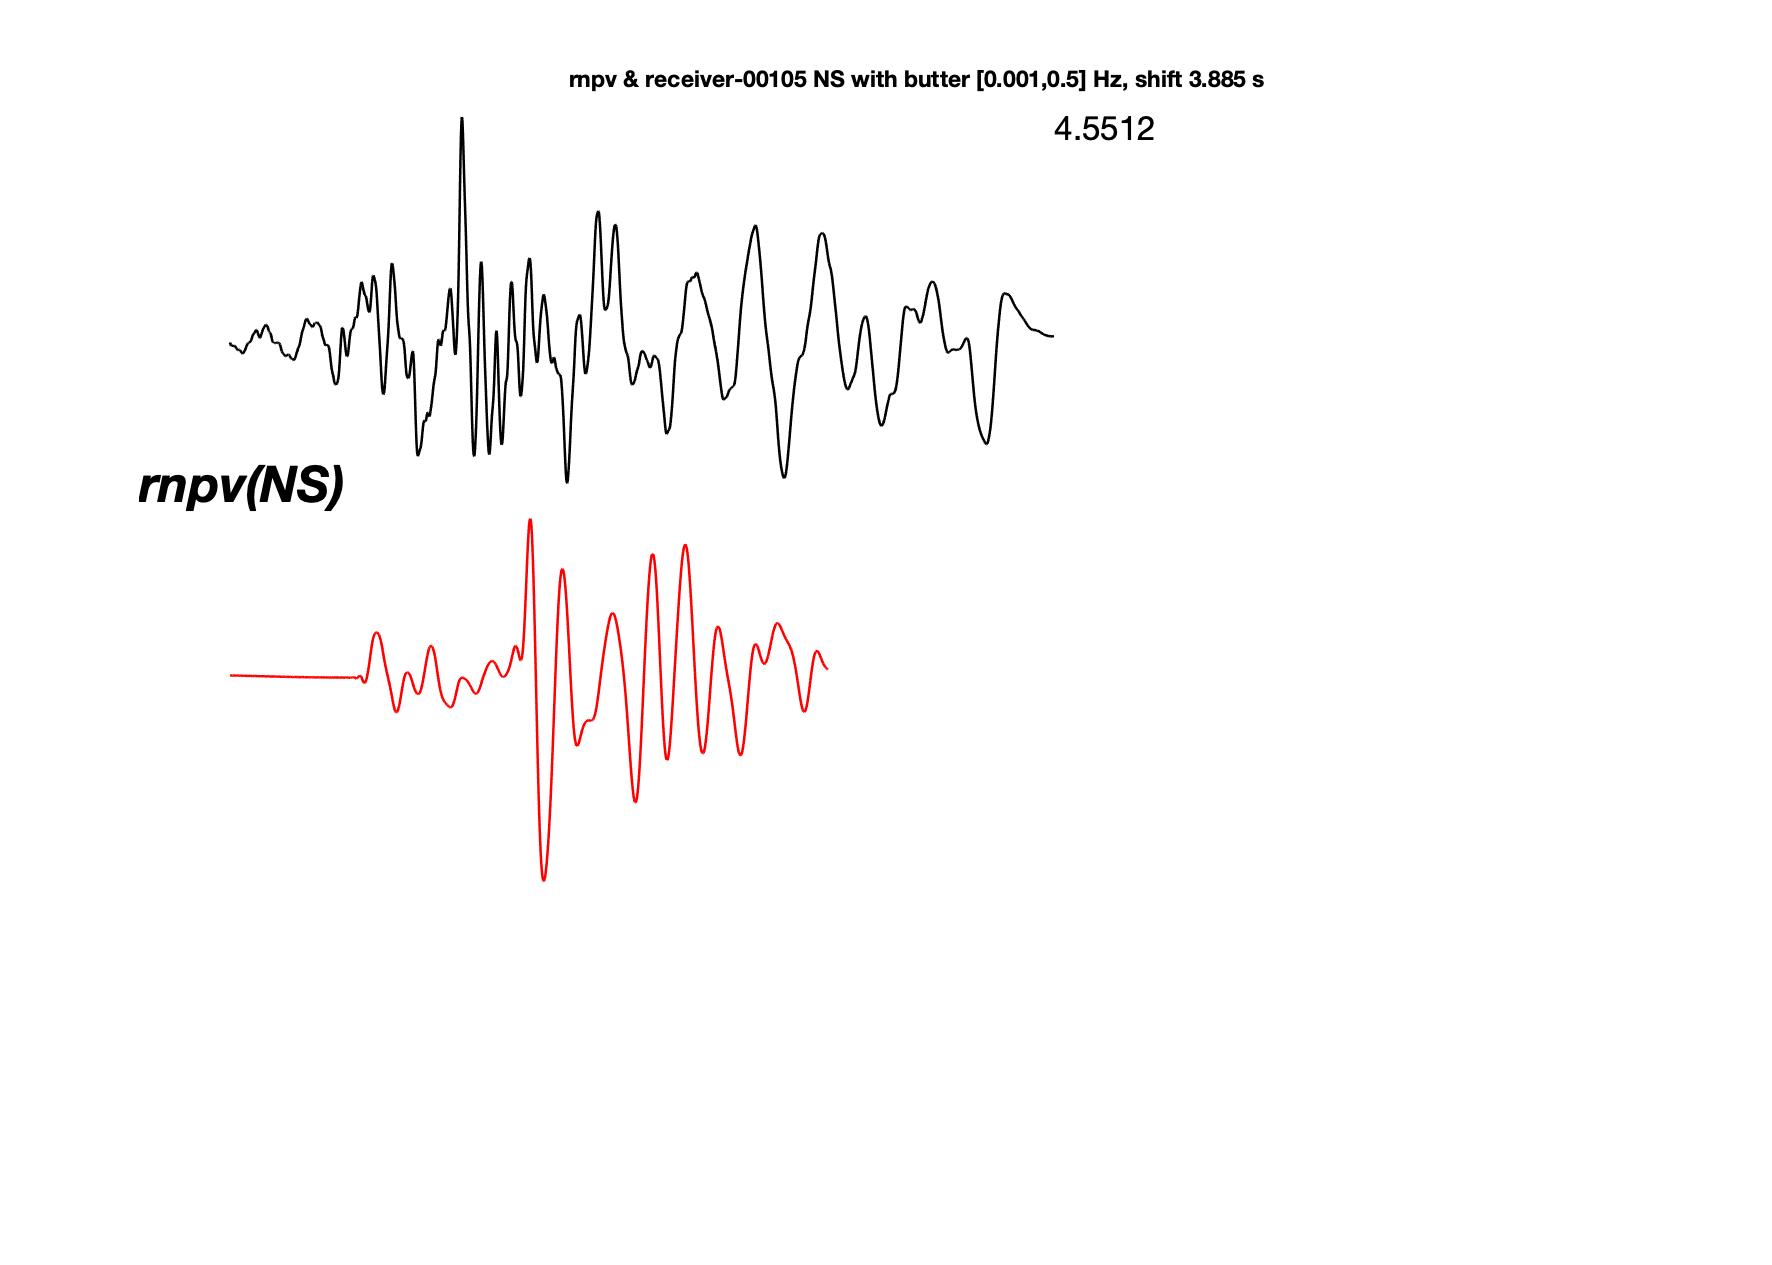 rnpv & receiver-00105 NS with butter [0.001,0.5] Hz, shift 3.885 s
4.5512
rnpv(NS)